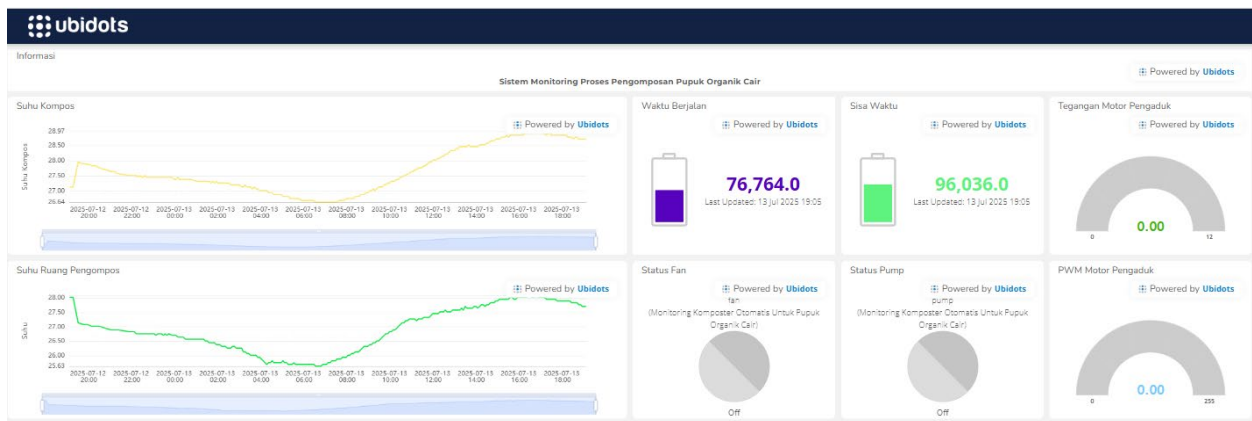 ubidots
Informasi
Powered by Ubidots
Sistem Monitoring Proses Pengomposan Pupuk Organik Cair
Suhu Kompos
Powered by Ubidots
Suhu Kompos
28.97
28.50
28.00
27.50
27.00
26.64
2025-07-12 2025-07-12 2025-07-13 2025-07-13 2025-07-13 2025-07-13 2025-07-13 2025-07-13 2025-07-13 2025-07-13 2025-07-13 2025-07-13
20:00 22:00 00:00 02:00 04:00 06:00 08:00 10:00 12:00 14:00 16:00 18:00
Waktu Berjalan
Powered by Ubidots
76,764.0
Last Updated: 13 Jul 2025 19:05
Sisa Waktu
Powered by Ubidots
96,036.0
Last Updated: 13 Jul 2025 19:05
Tegangan Motor Pengaduk
Powered by Ubidots
0.00
0 12
Suhu Ruang Pengompos
Powered by Ubidots
Suhu
28.00
27.50
27.00
26.50
26.00
25.63
2025-07-12 2025-07-12 2025-07-13 2025-07-13 2025-07-13 2025-07-13 2025-07-13 2025-07-13 2025-07-13 2025-07-13 2025-07-13 2025-07-13
20:00 22:00 00:00 02:00 04:00 06:00 08:00 10:00 12:00 14:00 16:00 18:00
Status Fan
Powered by Ubidots
fan
(Monitoring Komposter Otomatis Untuk Pupuk
Organik Cair)
Off
Status Pump
Powered by Ubidots
pump
(Monitoring Komposter Otomatis Untuk Pupuk
Organik Cair)
Off
PWM Motor Pengaduk
Powered by Ubidots
0.00
0 255